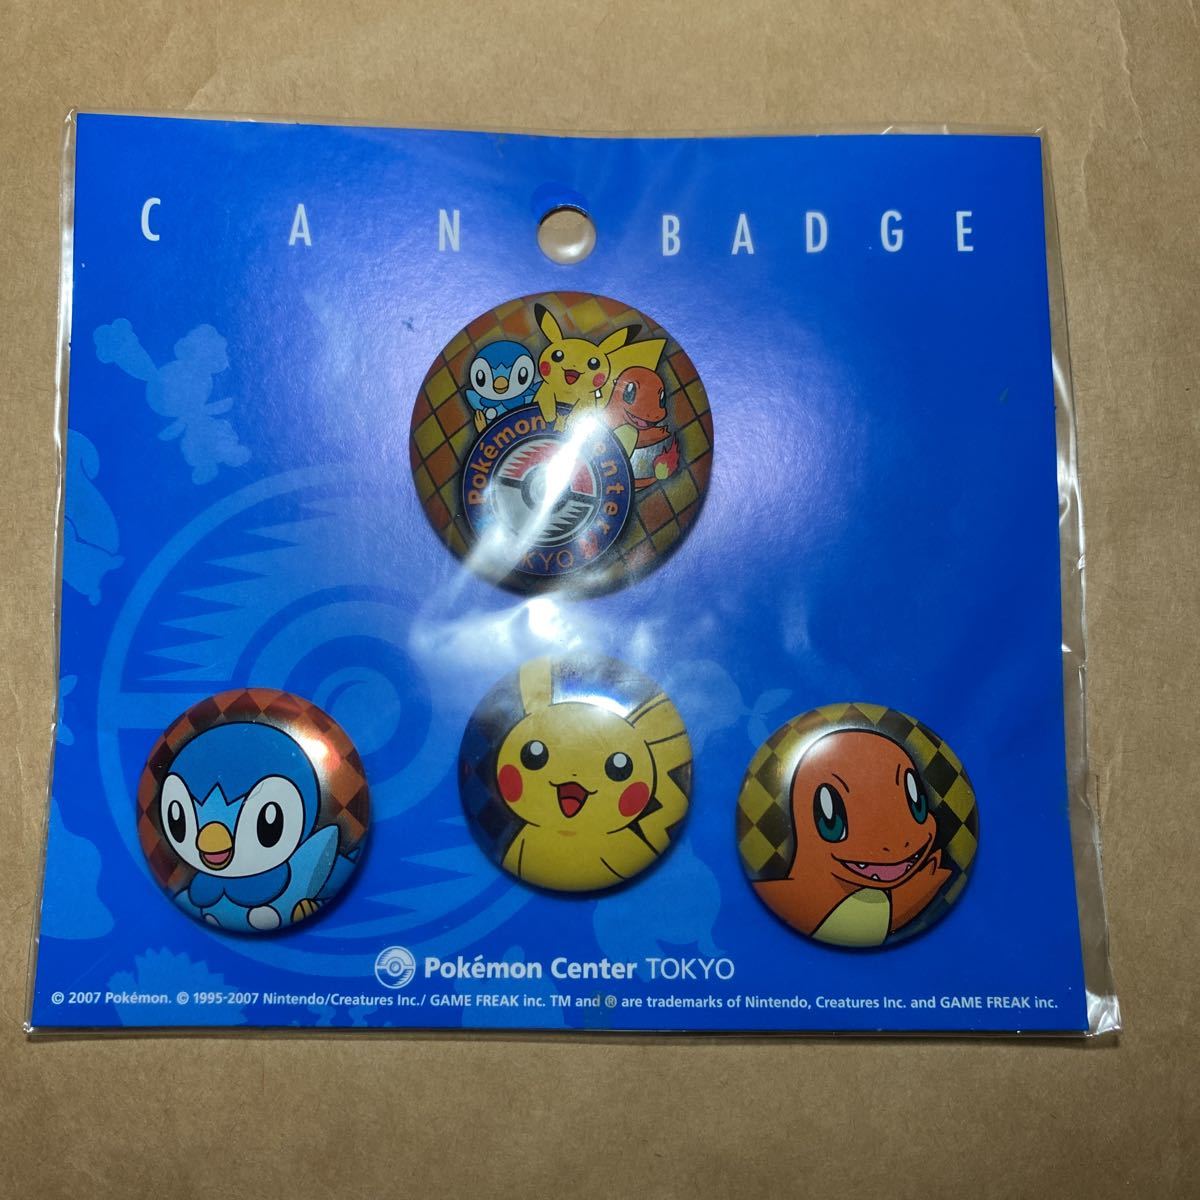 CAN BADGE
Pokémon Center
TOKYO
Pokémon Center TOKYO
© 2007 Pokémon. © 1995-2007 Nintendo/Creatures Inc./ GAME FREAK inc. TM and ® are trademarks of Nintendo, Creatures Inc. and GAME FREAK inc.